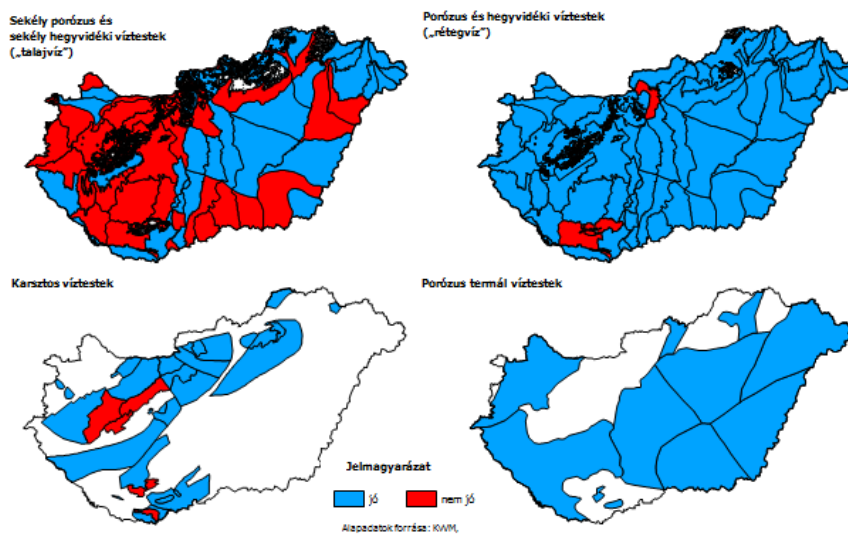 Sekély porózus és
sekély hegyvidéki víztestek
(„talajvíz”)
Porózus és hegyvidéki víztestek
(„rétegvíz”)
Karsztos víztestek
Porózus termál víztestek
Jelmagyarázat
jó
nem jó
Alapadatok forrása: KVVM,